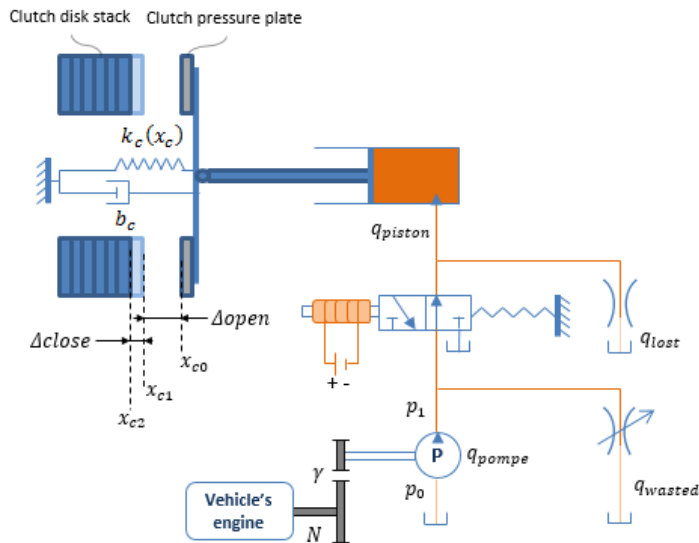 Clutch disk stack
Clutch pressure plate
k_c(x_c)
b_c
q_piston
Δopen
Δclose
x_c0
x_c1
x_c2
q_lost
+ -
p_1
P
q_pompe
γ
p_0
q_wasted
Vehicle's
engine
N